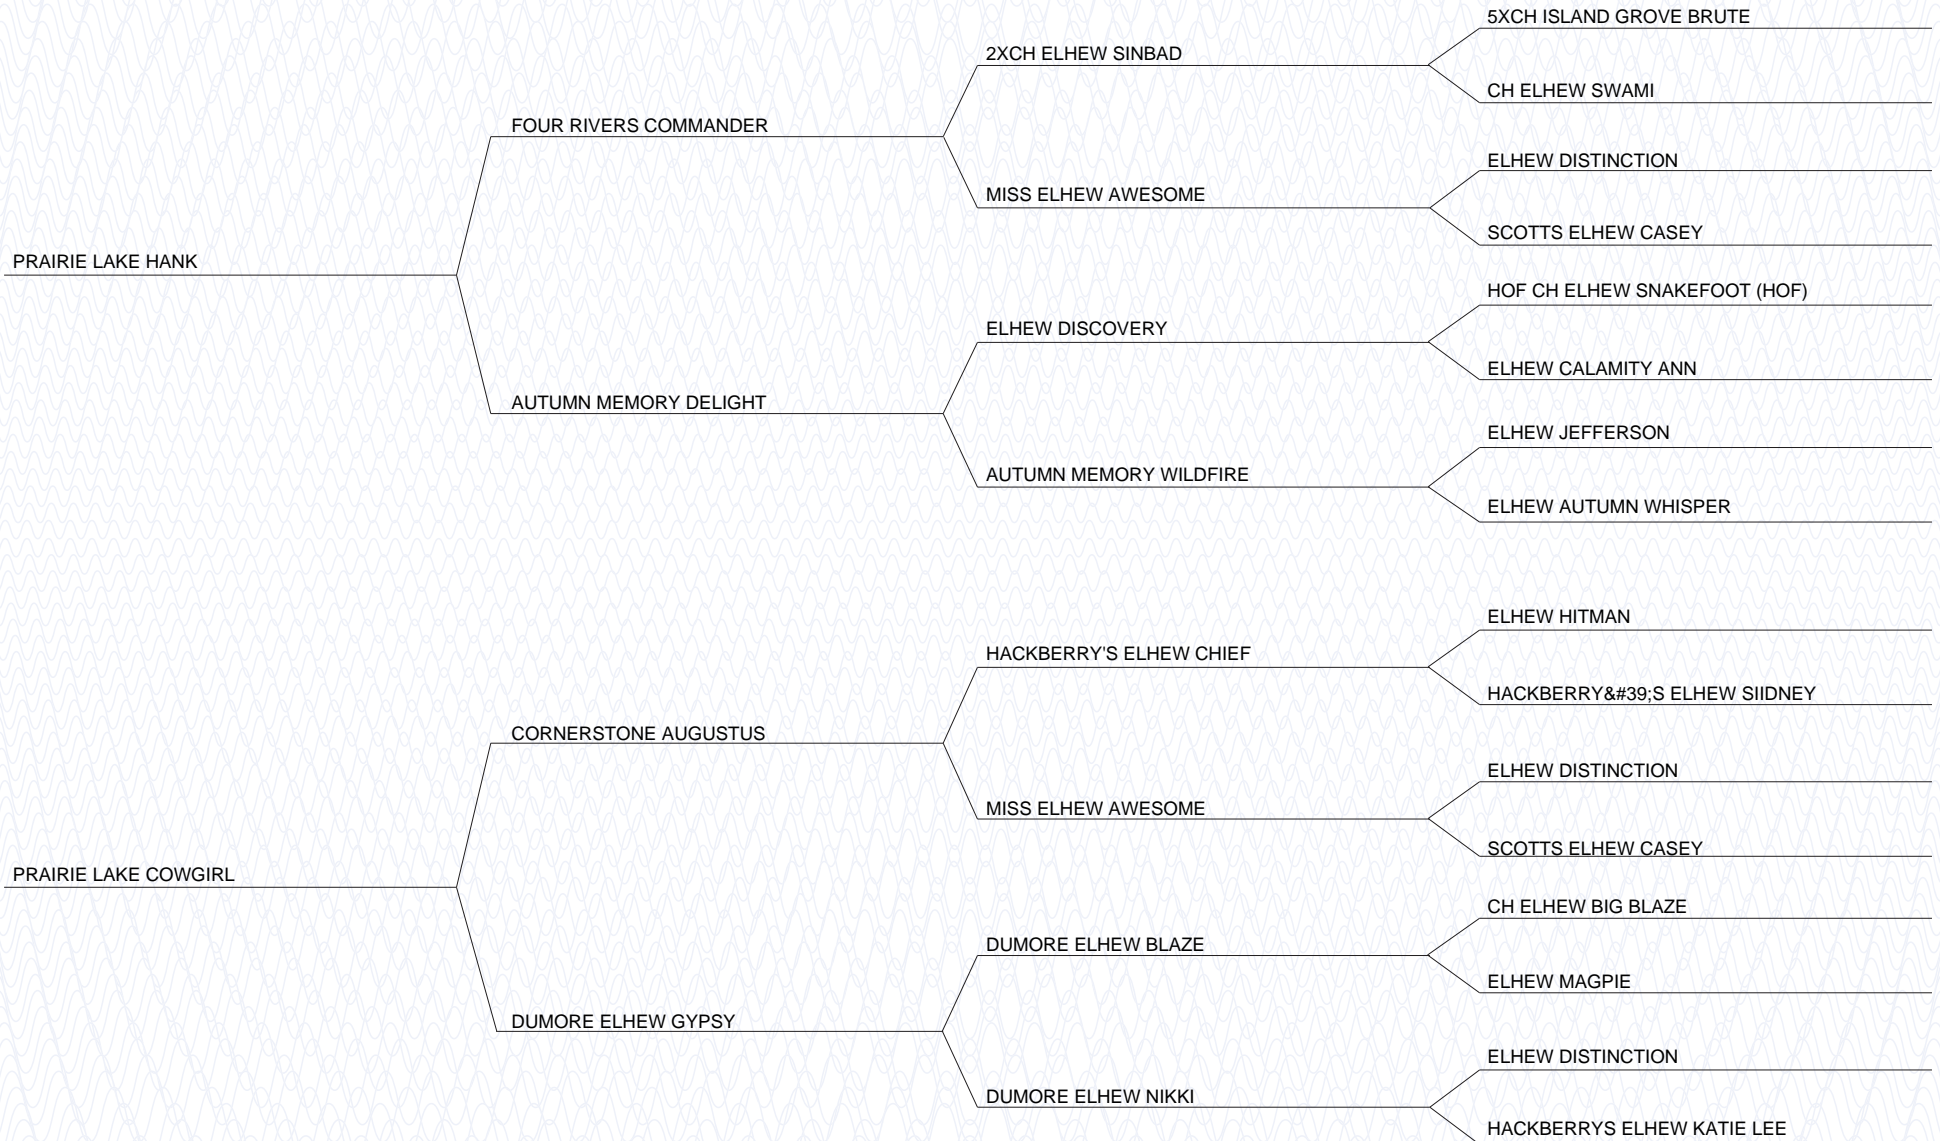 5XCH ISLAND GROVE BRUTE
2XCH ELHEW SINBAD
CH ELHEW SWAMI
FOUR RIVERS COMMANDER
ELHEW DISTINCTION
MISS ELHEW AWESOME
SCOTTS ELHEW CASEY
PRAIRIE LAKE HANK
HOF CH ELHEW SNAKEFOOT (HOF)
ELHEW DISCOVERY
ELHEW CALAMITY ANN
AUTUMN MEMORY DELIGHT
ELHEW JEFFERSON
AUTUMN MEMORY WILDFIRE
ELHEW AUTUMN WHISPER
ELHEW HITMAN
HACKBERRY'S ELHEW CHIEF
HACKBERRY&#39;S ELHEW SIIDNEY
CORNERSTONE AUGUSTUS
ELHEW DISTINCTION
MISS ELHEW AWESOME
SCOTTS ELHEW CASEY
PRAIRIE LAKE COWGIRL
CH ELHEW BIG BLAZE
DUMORE ELHEW BLAZE
ELHEW MAGPIE
DUMORE ELHEW GYPSY
ELHEW DISTINCTION
DUMORE ELHEW NIKKI
HACKBERRYS ELHEW KATIE LEE